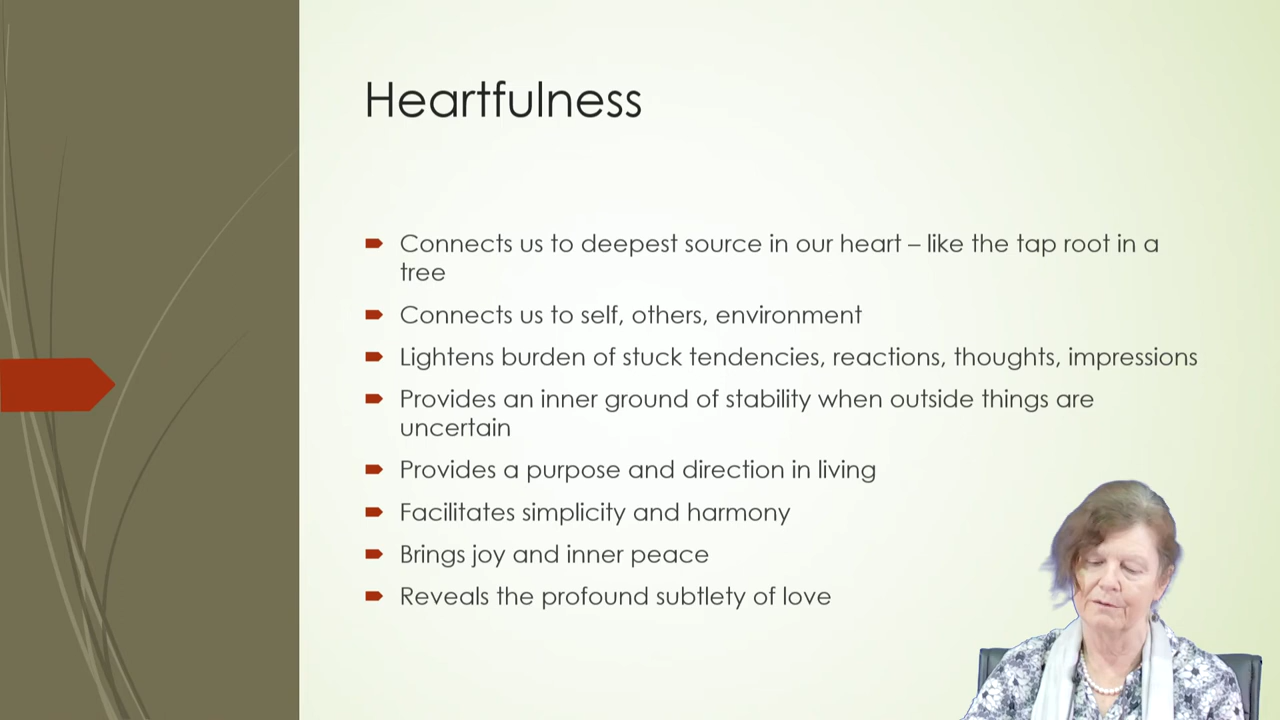 Heartfulness
Connects us to deepest source in our heart – like the tap root in a
tree
Connects us to self, others, environment
Lightens burden of stuck tendencies, reactions, thoughts, impressions
Provides an inner ground of stability when outside things are
uncertain
Provides a purpose and direction in living
Facilitates simplicity and harmony
Brings joy and inner peace
Reveals the profound subtlety of love